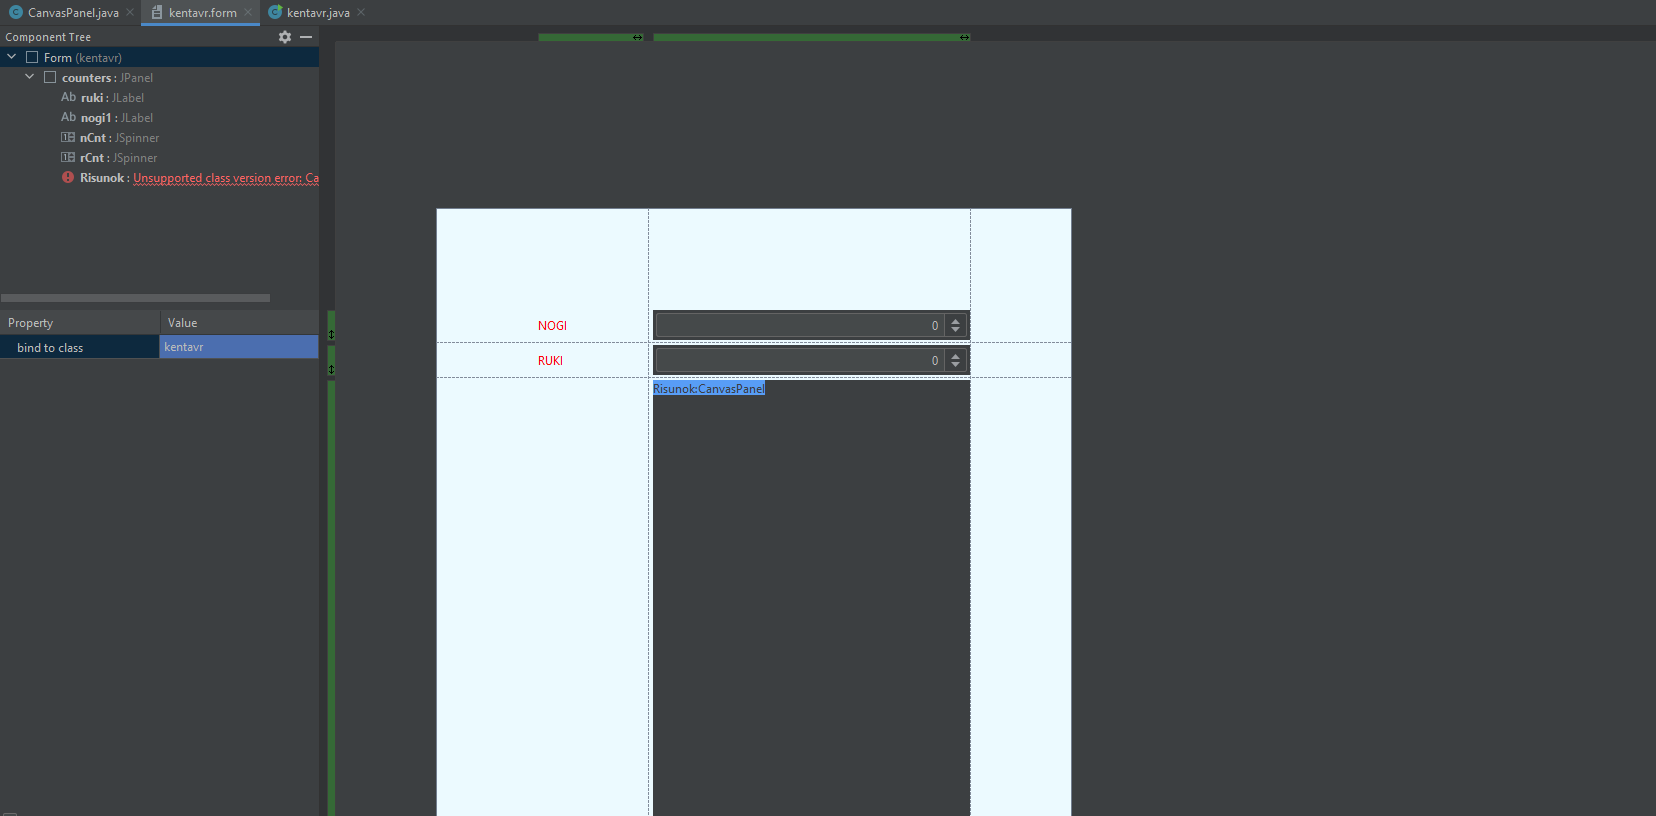 CanvasPanel.java kentavr.form kentavr.java
Component Tree
Form (kentavr)
counters : JPanel
Ab ruki : JLabel
Ab nogi1 : JLabel
nCnt : JSpinner
rCnt : JSpinner
Risunok : Unsupported class version error: Ca
Property Value
bind to class kentavr
NOGI 0
RUKI 0
Risunok:CanvasPanel